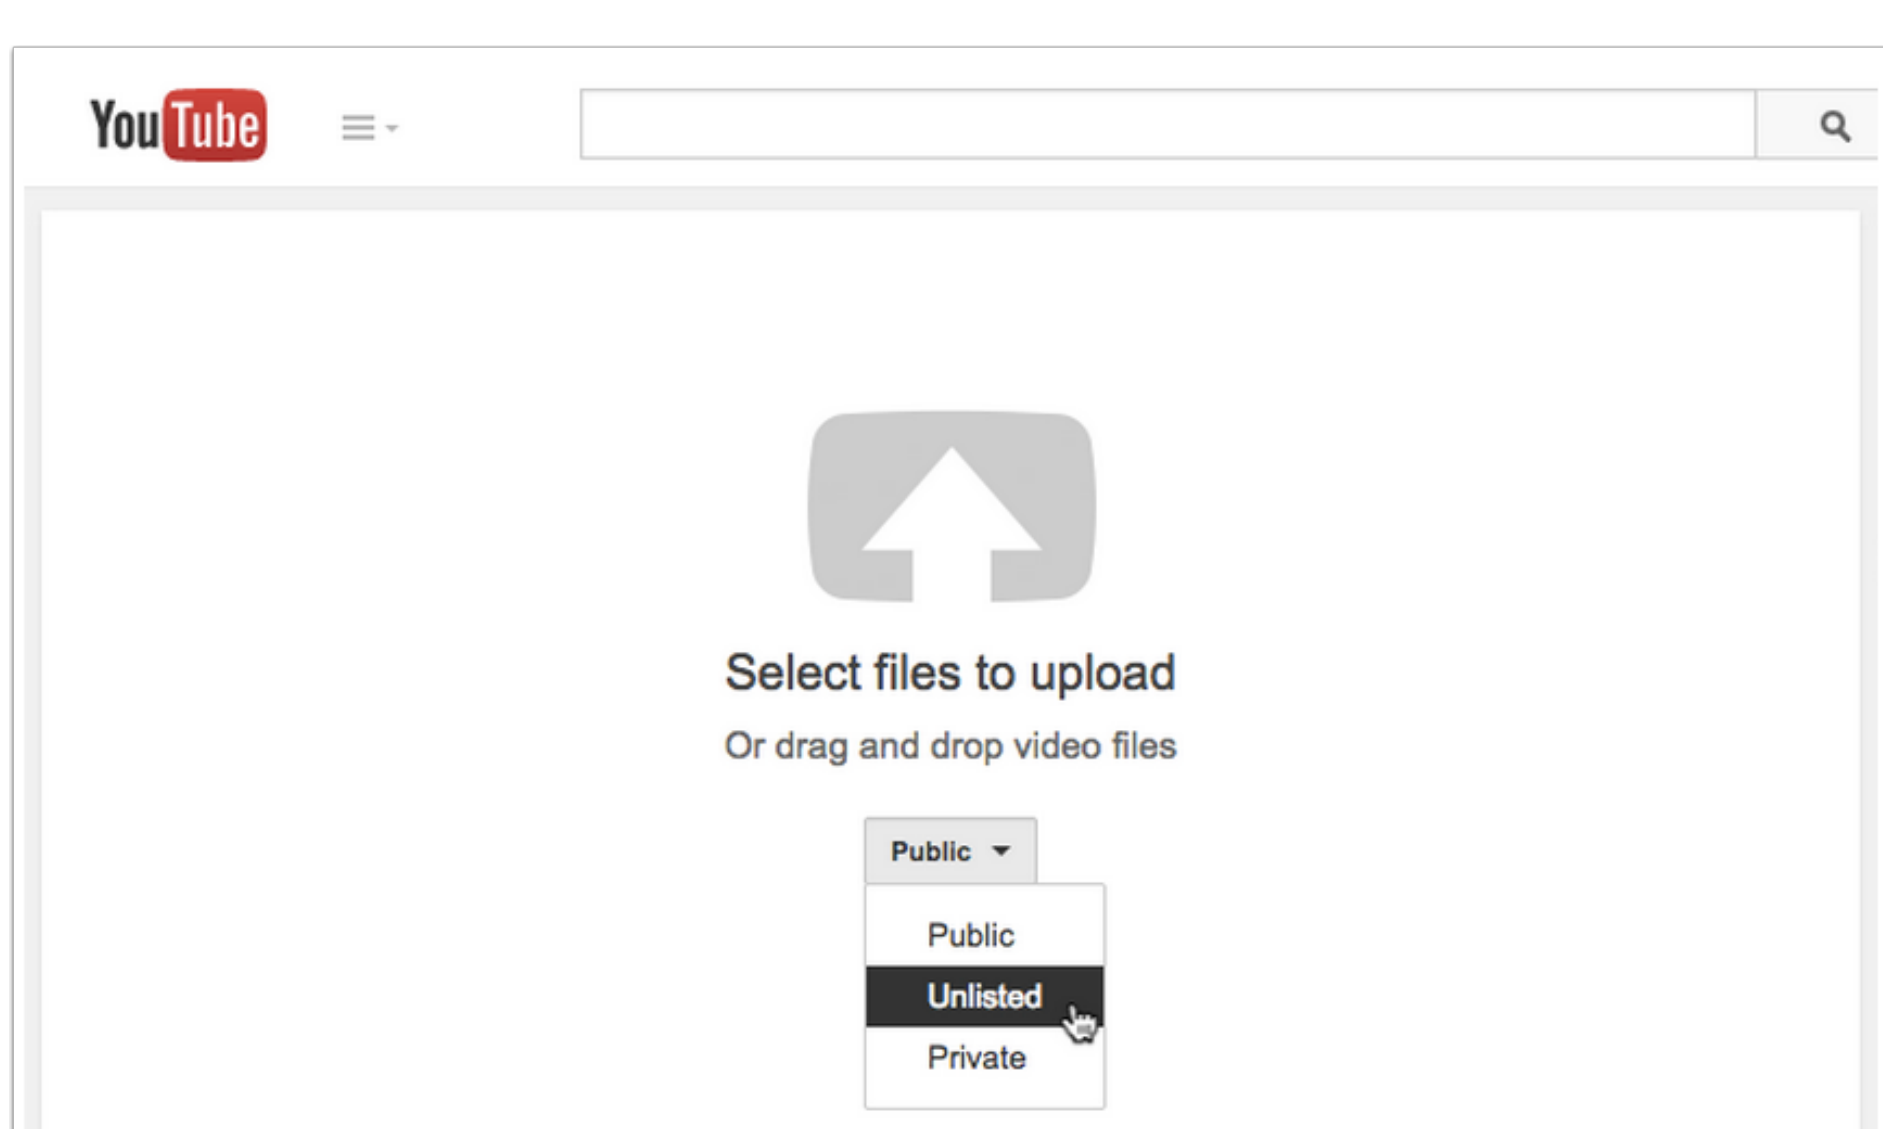 YouTube
Select files to upload
Or drag and drop video files
Public
Public
Unlisted
Private